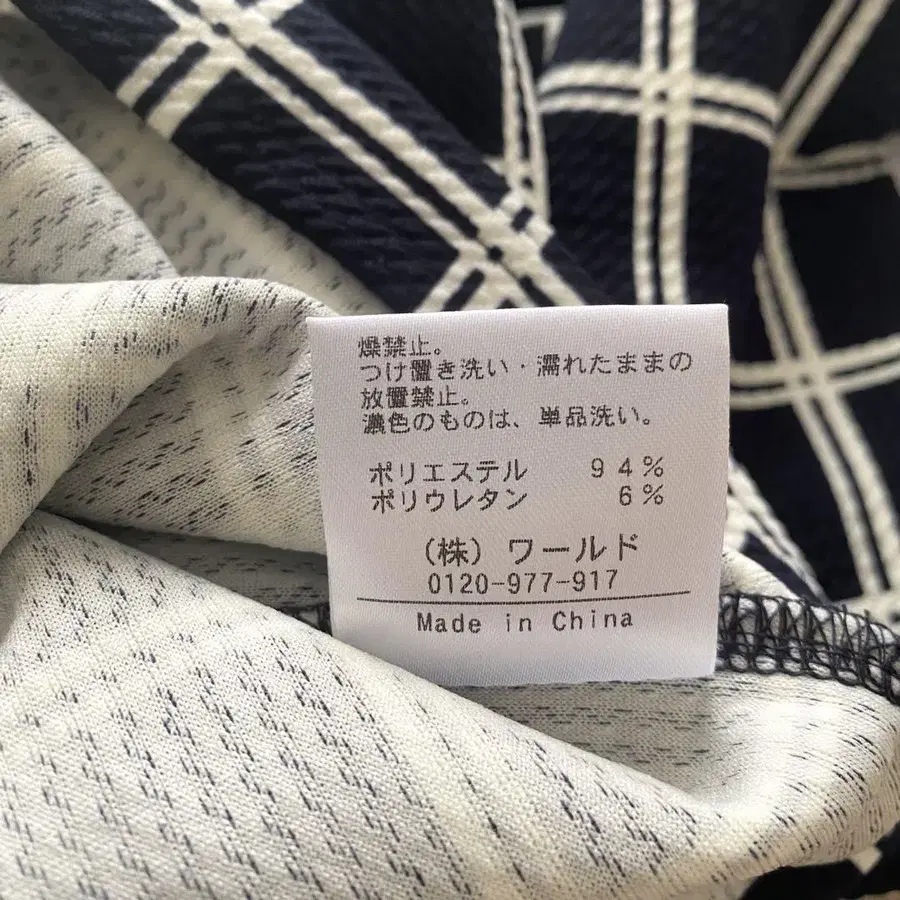 燥禁止。
つけ置き洗い・濡れたままの
放置禁止。
濃色のものは、単品洗い。
ポリエステル 94%
ポリウレタン 6%
(株) ワールド
0120-977-917
Made in China